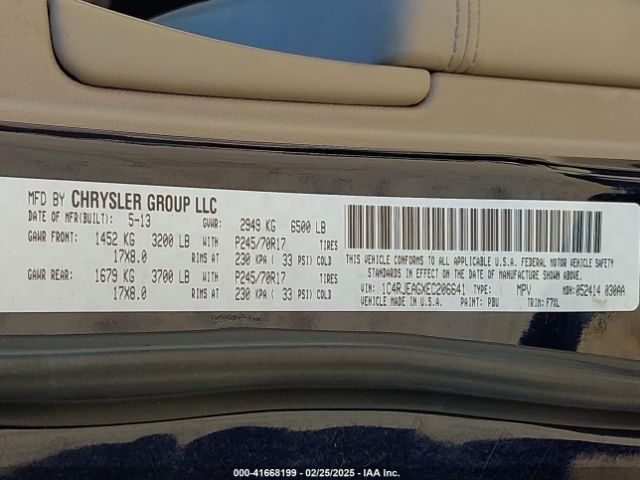 MFD BY CHRYSLER GROUP LLC
DATE OF MFR(BUILT): 5-13 GVWR: 2949 KG 6500 LB
GAWR FRONT: 1452 KG 3200 LB WITH P245/70R17 TIRES
17X8.0 RIMS AT 230 KPA( 33 PSI) COLD
GAWR REAR: 1679 KG 3700 LB WITH P245/70R17 TIRES
17X8.0 RIMS AT 230 KPA( 33 PSI) COLD
THIS VEHICLE CONFORMS TO ALL APPLICABLE U.S.A. FEDERAL MOTOR VEHICLE SAFETY
STANDARDS IN EFFECT ON THE DATE OF MANUFACTURE SHOWN ABOVE.
VIN: 1C4RJEAGXEC206641 TYPE: MPV MDH:052414 030AA
VEHICLE MADE IN U.S.A. PAINT: PBU TRIM: F7HL
000-41668199 - 02/25/2025 - IAA Inc.